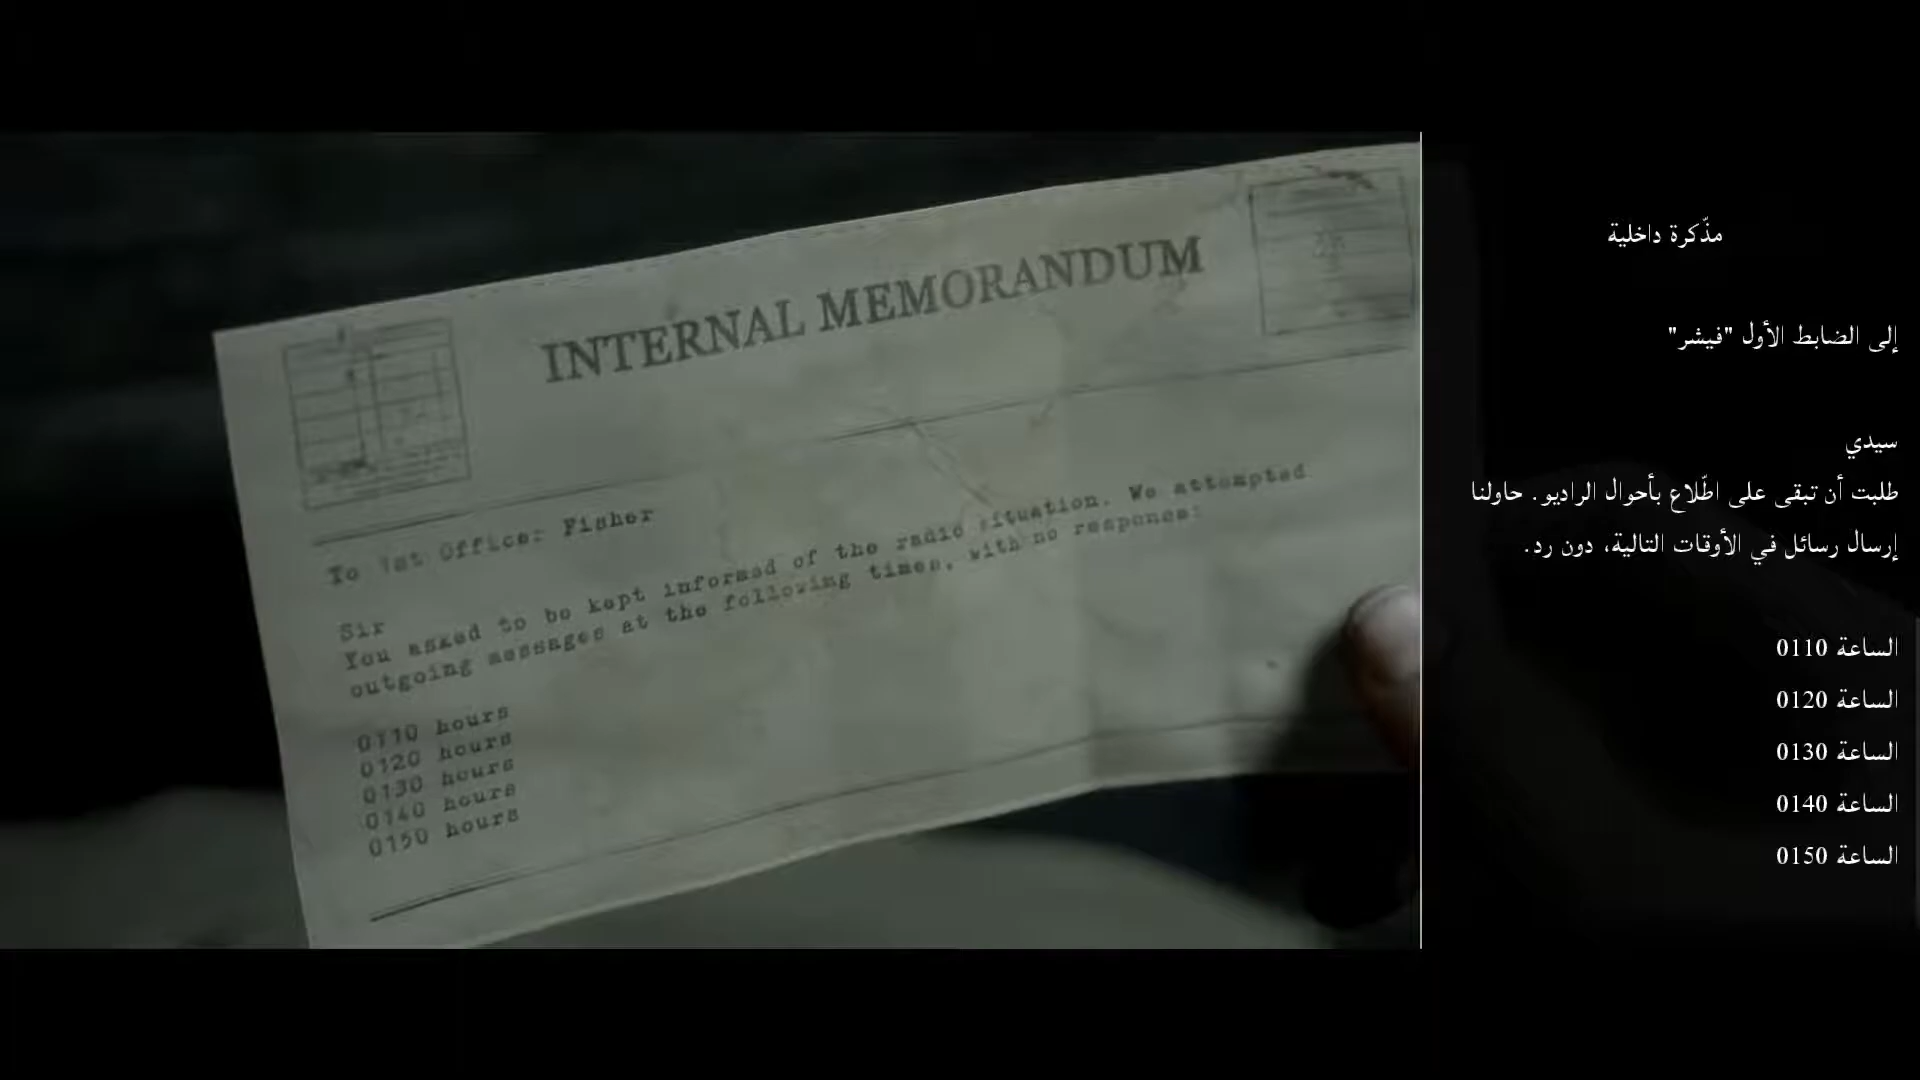 INTERNAL MEMORANDUM
To 1st Officer Fisher
Sir
You asked to be kept informed of the radio situation. We attempted
outgoing messages at the following times, with no response:
0110 hours
0120 hours
0130 hours
0140 hours
0150 hours
مذّكرة داخلية
إلى الضابط الأول "فيشر"
سيدي
طلبت أن تبقى على اطّلاع بأحوال الراديو. حاولنا
إرسال رسائل في الأوقات التالية، دون رد.
الساعة 0110
الساعة 0120
الساعة 0130
الساعة 0140
الساعة 0150